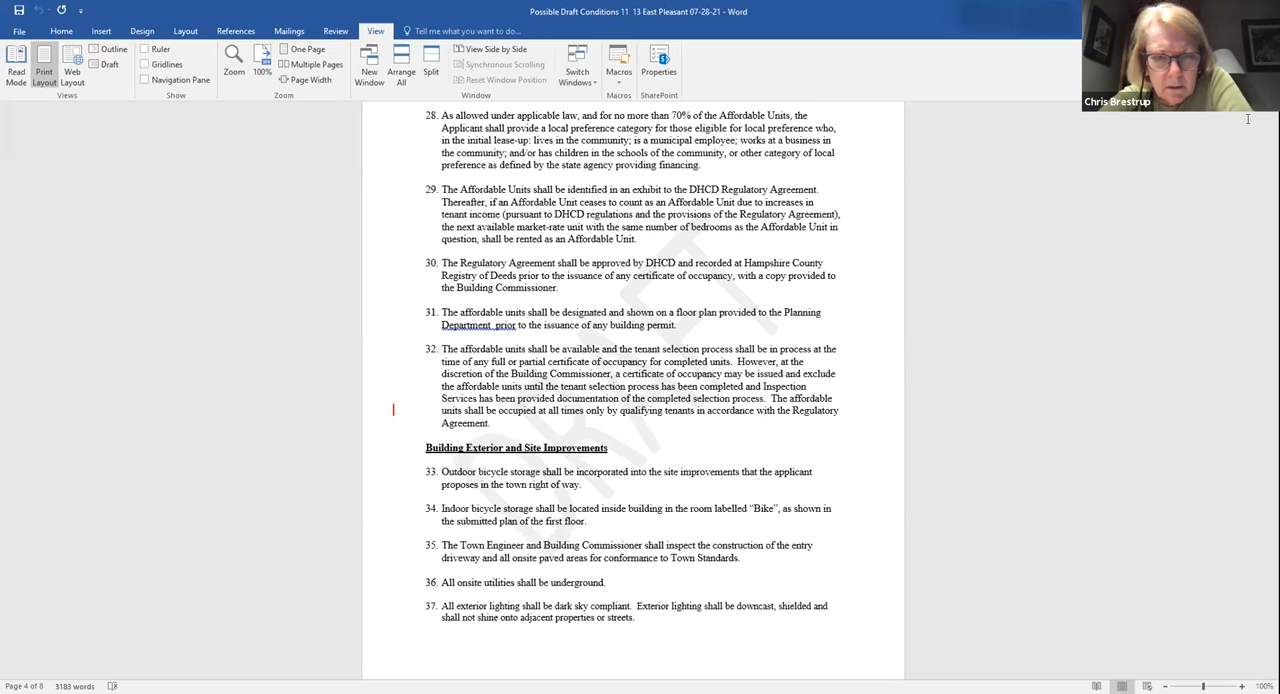 Possible Draft Conditions 11 13 East Pleasant 07-28-21 - Word
File Home Insert Design Layout References Mailings Review View Tell me what you want to do...
Read Mode
Print Layout
Web Layout
Outline
Draft
Views
Ruler
Gridlines
Navigation Pane
Show
Zoom
100%
One Page
Multiple Pages
Page Width
Zoom
New Window
Arrange All
Split
View Side by Side
Synchronous Scrolling
Reset Window Position
Window
Switch Windows
Macros
Macros
Properties
SharePoint
Chris Brestrup
28. As allowed under applicable law, and for no more than 70% of the Affordable Units, the
Applicant shall provide a local preference category for those eligible for local preference who,
in the initial lease-up: lives in the community; is a municipal employee; works at a business in
the community; and/or has children in the schools of the community, or other category of local
preference as defined by the state agency providing financing.
29. The Affordable Units shall be identified in an exhibit to the DHCD Regulatory Agreement.
Thereafter, if an Affordable Unit ceases to count as an Affordable Unit due to increases in
tenant income (pursuant to DHCD regulations and the provisions of the Regulatory Agreement),
the next available market-rate unit with the same number of bedrooms as the Affordable Unit in
question, shall be rented as an Affordable Unit.
30. The Regulatory Agreement shall be approved by DHCD and recorded at Hampshire County
Registry of Deeds prior to the issuance of any certificate of occupancy, with a copy provided to
the Building Commissioner.
31. The affordable units shall be designated and shown on a floor plan provided to the Planning
Department prior to the issuance of any building permit.
32. The affordable units shall be available and the tenant selection process shall be in process at the
time of any full or partial certificate of occupancy for completed units. However, at the
discretion of the Building Commissioner, a certificate of occupancy may be issued and exclude
the affordable units until the tenant selection process has been completed and Inspection
Services has been provided documentation of the completed selection process. The affordable
units shall be occupied at all times only by qualifying tenants in accordance with the Regulatory
Agreement.
Building Exterior and Site Improvements
33. Outdoor bicycle storage shall be incorporated into the site improvements that the applicant
proposes in the town right of way.
34. Indoor bicycle storage shall be located inside building in the room labelled “Bike”, as shown in
the submitted plan of the first floor.
35. The Town Engineer and Building Commissioner shall inspect the construction of the entry
driveway and all onsite paved areas for conformance to Town Standards.
36. All onsite utilities shall be underground.
37. All exterior lighting shall be dark sky compliant. Exterior lighting shall be downcast, shielded and
shall not shine onto adjacent properties or streets.
DRAFT
Page 4 of 8 3183 words
100%